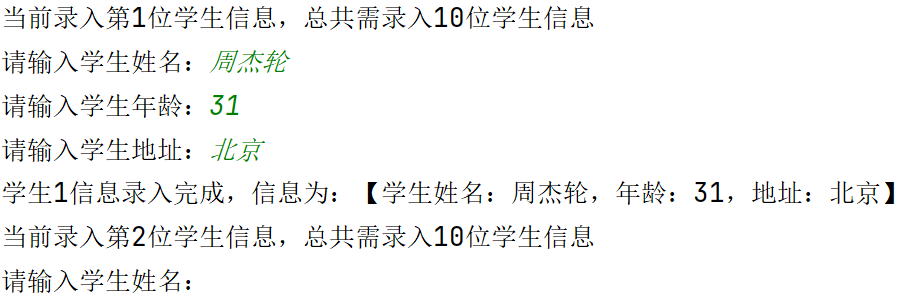 当前录入第1位学生信息，总共需录入10位学生信息
请输入学生姓名：周杰轮
请输入学生年龄：31
请输入学生地址：北京
学生1信息录入完成，信息为：【学生姓名：周杰轮，年龄：31，地址：北京】
当前录入第2位学生信息，总共需录入10位学生信息
请输入学生姓名：